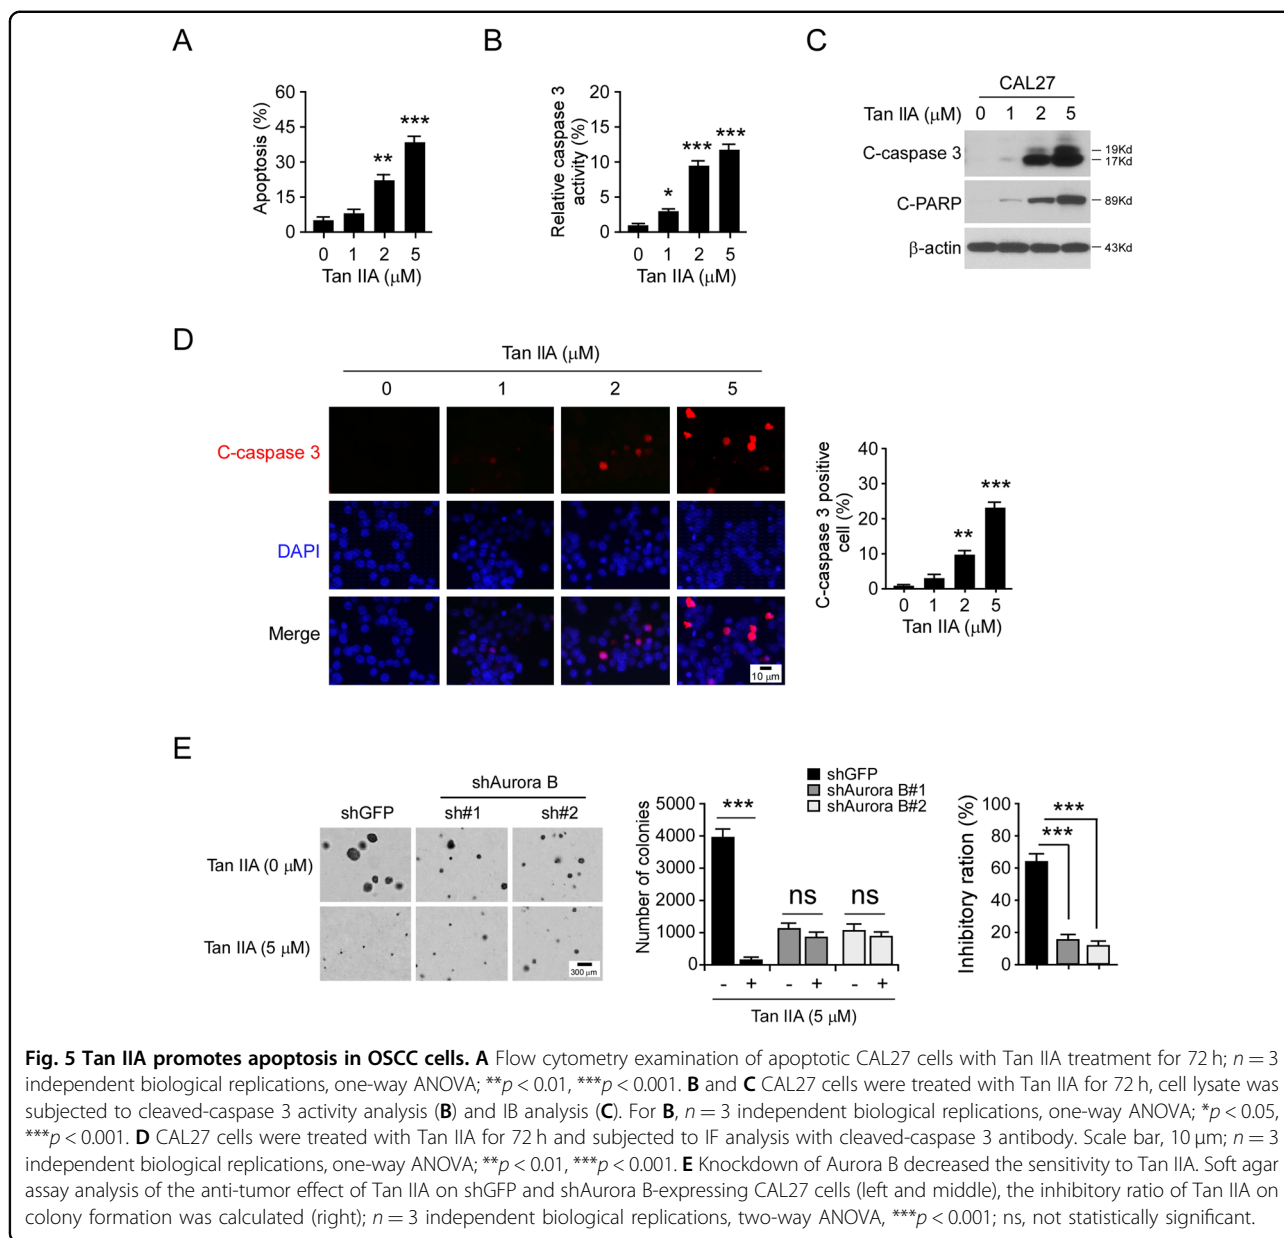 A
Apoptosis (%)
60
45
30
15
0
**
***
0 1 2 5
Tan IIA (μM)
B
Relative caspase 3
activity (%)
20
15
10
5
0
*
***
***
0 1 2 5
Tan IIA (μM)
C
CAL27
Tan IIA (μM) 0 1 2 5
C-caspase 3
19Kd
17Kd
C-PARP
89Kd
β-actin
43Kd
D
Tan IIA (μM)
0 1 2 5
C-caspase 3
DAPI
Merge
10 μm
C-caspase 3 positive
cell (%)
40
30
20
10
0
**
***
0 1 2 5
Tan IIA (μM)
E
shAurora B
shGFP sh#1 sh#2
Tan IIA (0 μM)
Tan IIA (5 μM)
300 μm
shGFP
shAurora B#1
shAurora B#2
Number of colonies
5000
4000
3000
2000
1000
0
***
ns
ns
- + - + - +
Tan IIA (5 μM)
Inhibitory ration (%)
100
80
60
40
20
0
***
***
Fig. 5 Tan IIA promotes apoptosis in OSCC cells. A Flow cytometry examination of apoptotic CAL27 cells with Tan IIA treatment for 72 h; n = 3
independent biological replications, one-way ANOVA; **p < 0.01, ***p < 0.001. B and C CAL27 cells were treated with Tan IIA for 72 h, cell lysate was
subjected to cleaved-caspase 3 activity analysis (B) and IB analysis (C). For B, n = 3 independent biological replications, one-way ANOVA; *p < 0.05,
***p < 0.001. D CAL27 cells were treated with Tan IIA for 72 h and subjected to IF analysis with cleaved-caspase 3 antibody. Scale bar, 10 μm; n = 3
independent biological replications, one-way ANOVA; **p < 0.01, ***p < 0.001. E Knockdown of Aurora B decreased the sensitivity to Tan IIA. Soft agar
assay analysis of the anti-tumor effect of Tan IIA on shGFP and shAurora B-expressing CAL27 cells (left and middle), the inhibitory ratio of Tan IIA on
colony formation was calculated (right); n = 3 independent biological replications, two-way ANOVA, ***p < 0.001; ns, not statistically significant.